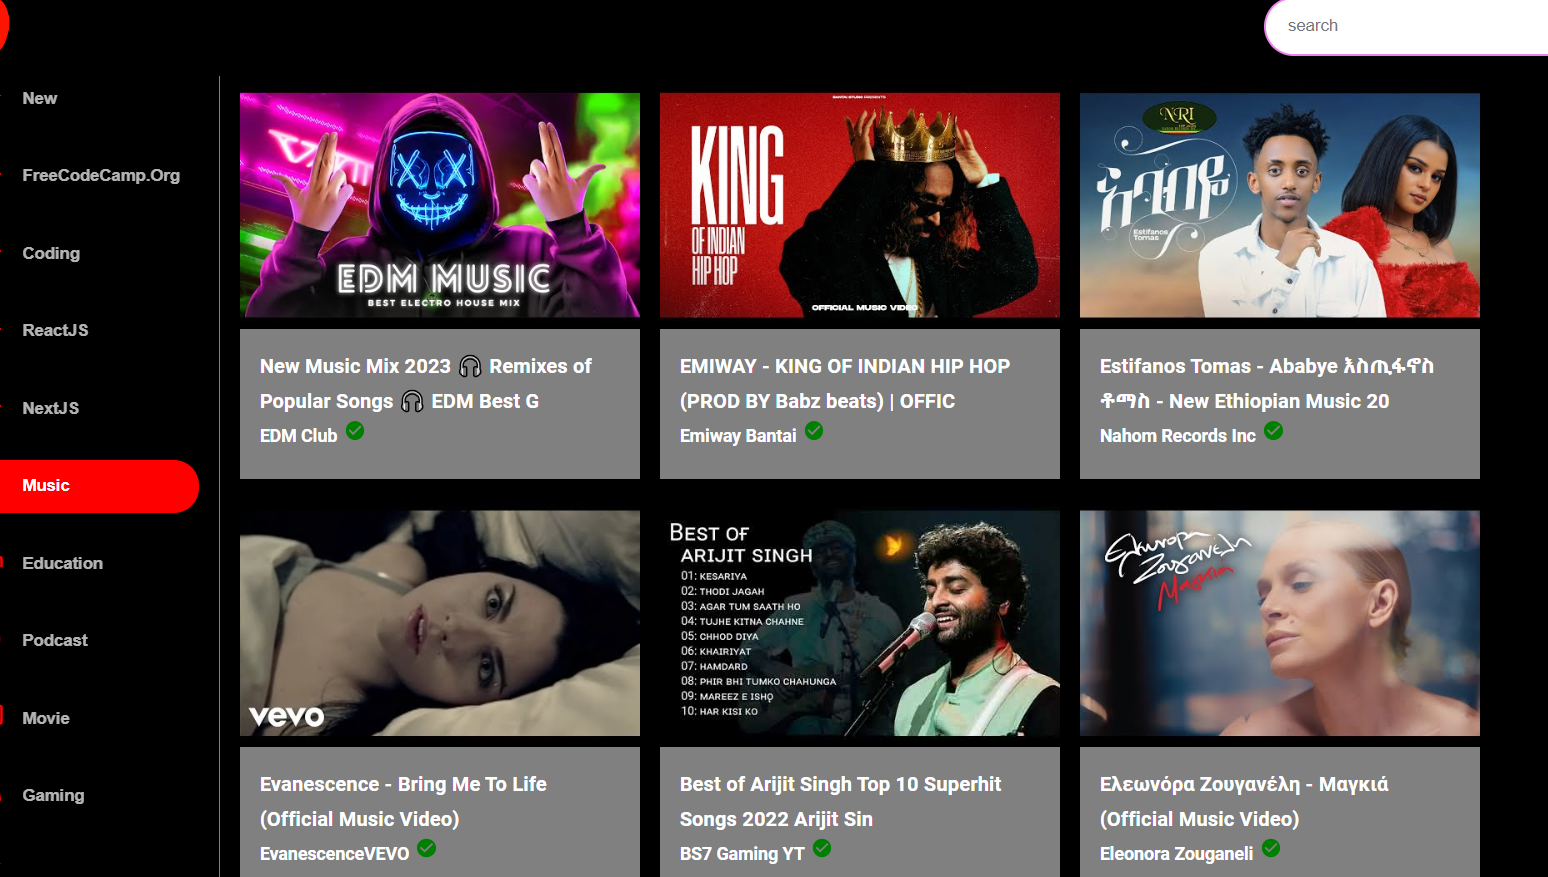 search
New
FreeCodeCamp.Org
Coding
ReactJS
NextJS
Music
Education
Podcast
Movie
Gaming
EDM MUSIC
BEST ELECTRO HOUSE MIX
New Music Mix 2023 🎧 Remixes of
Popular Songs 🎧 EDM Best G
EDM Club
BANTAI STUDIO PRESENTS
KING
OF INDIAN
HIP HOP
OFFICIAL MUSIC VIDEO
EMIWAY - KING OF INDIAN HIP HOP
(PROD BY Babz beats) | OFFIC
Emiway Bantai
NRI
አባብዬ
Estifanos
Tomas
Estifanos Tomas - Ababye እስጢፋኖስ
ቶማስ - New Ethiopian Music 20
Nahom Records Inc
vevo
Evanescence - Bring Me To Life
(Official Music Video)
EvanescenceVEVO
BEST OF
ARIJIT SINGH
01: KESARIYA
02: THODI JAGAH
03: AGAR TUM SAATH HO
04: TUJHE KITNA CHAHNE
05: CHHOD DIYA
06: KHAIRIYAT
07: HAMDARD
08: PHIR BHI TUMKO CHAHUNGA
09: MAREEZ E ISHQ
10: HAR KISI KO
Best of Arijit Singh Top 10 Superhit
Songs 2022 Arijit Sin
BS7 Gaming YT
Ελεωνόρα
Ζουγανέλη
Μαγκιά
Ελεωνόρα Ζουγανέλη - Μαγκιά
(Official Music Video)
Eleonora Zouganeli